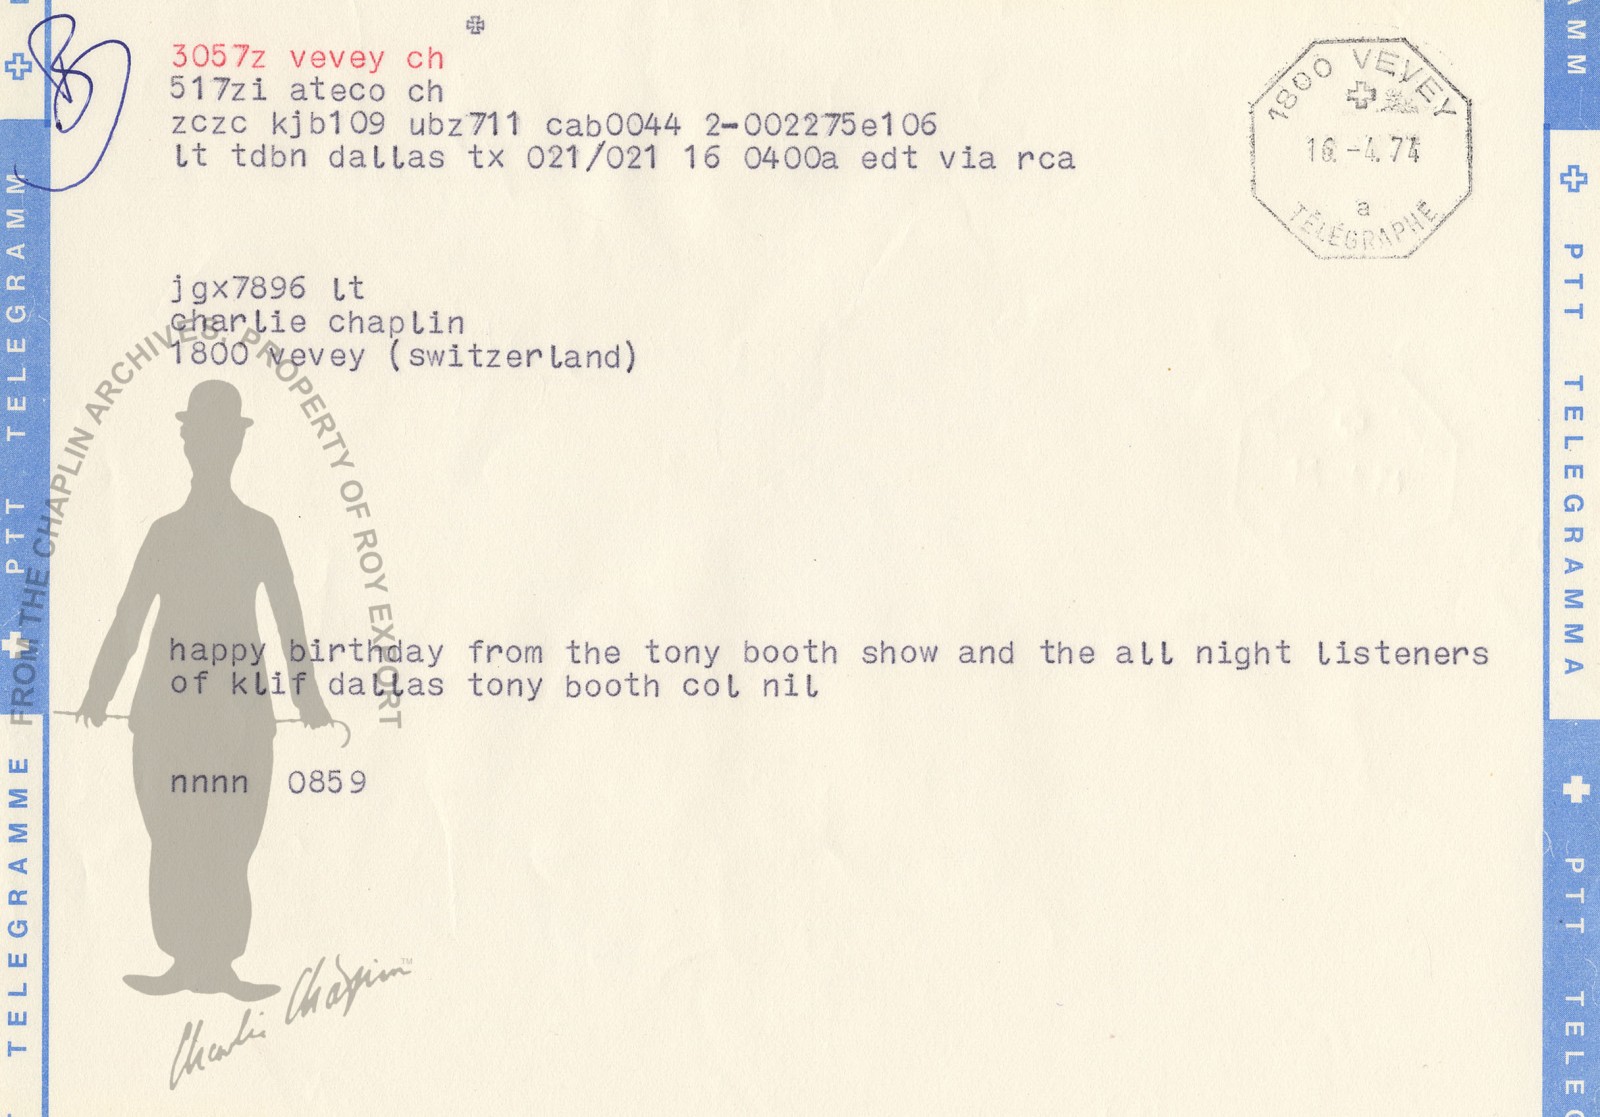 3057z vevey ch
517zi ateco ch
zczc kjb109 ubz711 cab0044 2-002275e106
lt tdbn dallas tx 021/021 16 0400a edt via rca
1800 VEVEY
16.-4.74
a
TÉLÉGRAPHE
jgx7896 lt
charlie chaplin
1800 vevey (switzerland)
happy birthday from the tony booth show and the all night listeners
of klif dallas tony booth col nil
nnnn 0859
FROM THE CHAPLIN ARCHIVES, PROPERTY OF ROY EXPORT
Charlie Chaplin™
TELEGRAMME PTT TELEGRAMM
PTT TELEGRAMMA
PTT TELEG